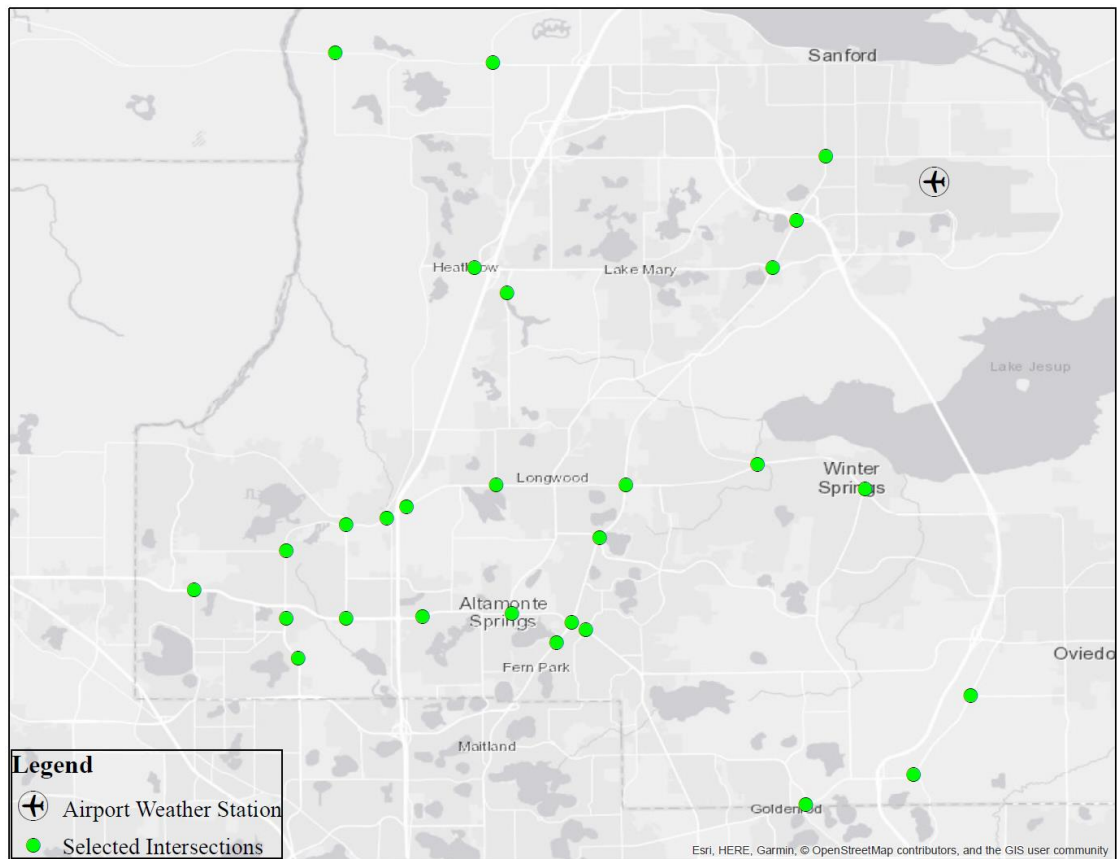 Sanford
Heathrow
Lake Mary
Lake Jesup
Longwood
Winter
Springs
Altamonte
Springs
Fern Park
Oviedo
Maitland
Goldenrod
Legend
Airport Weather Station
Selected Intersections
Esri, HERE, Garmin, © OpenStreetMap contributors, and the GIS user community